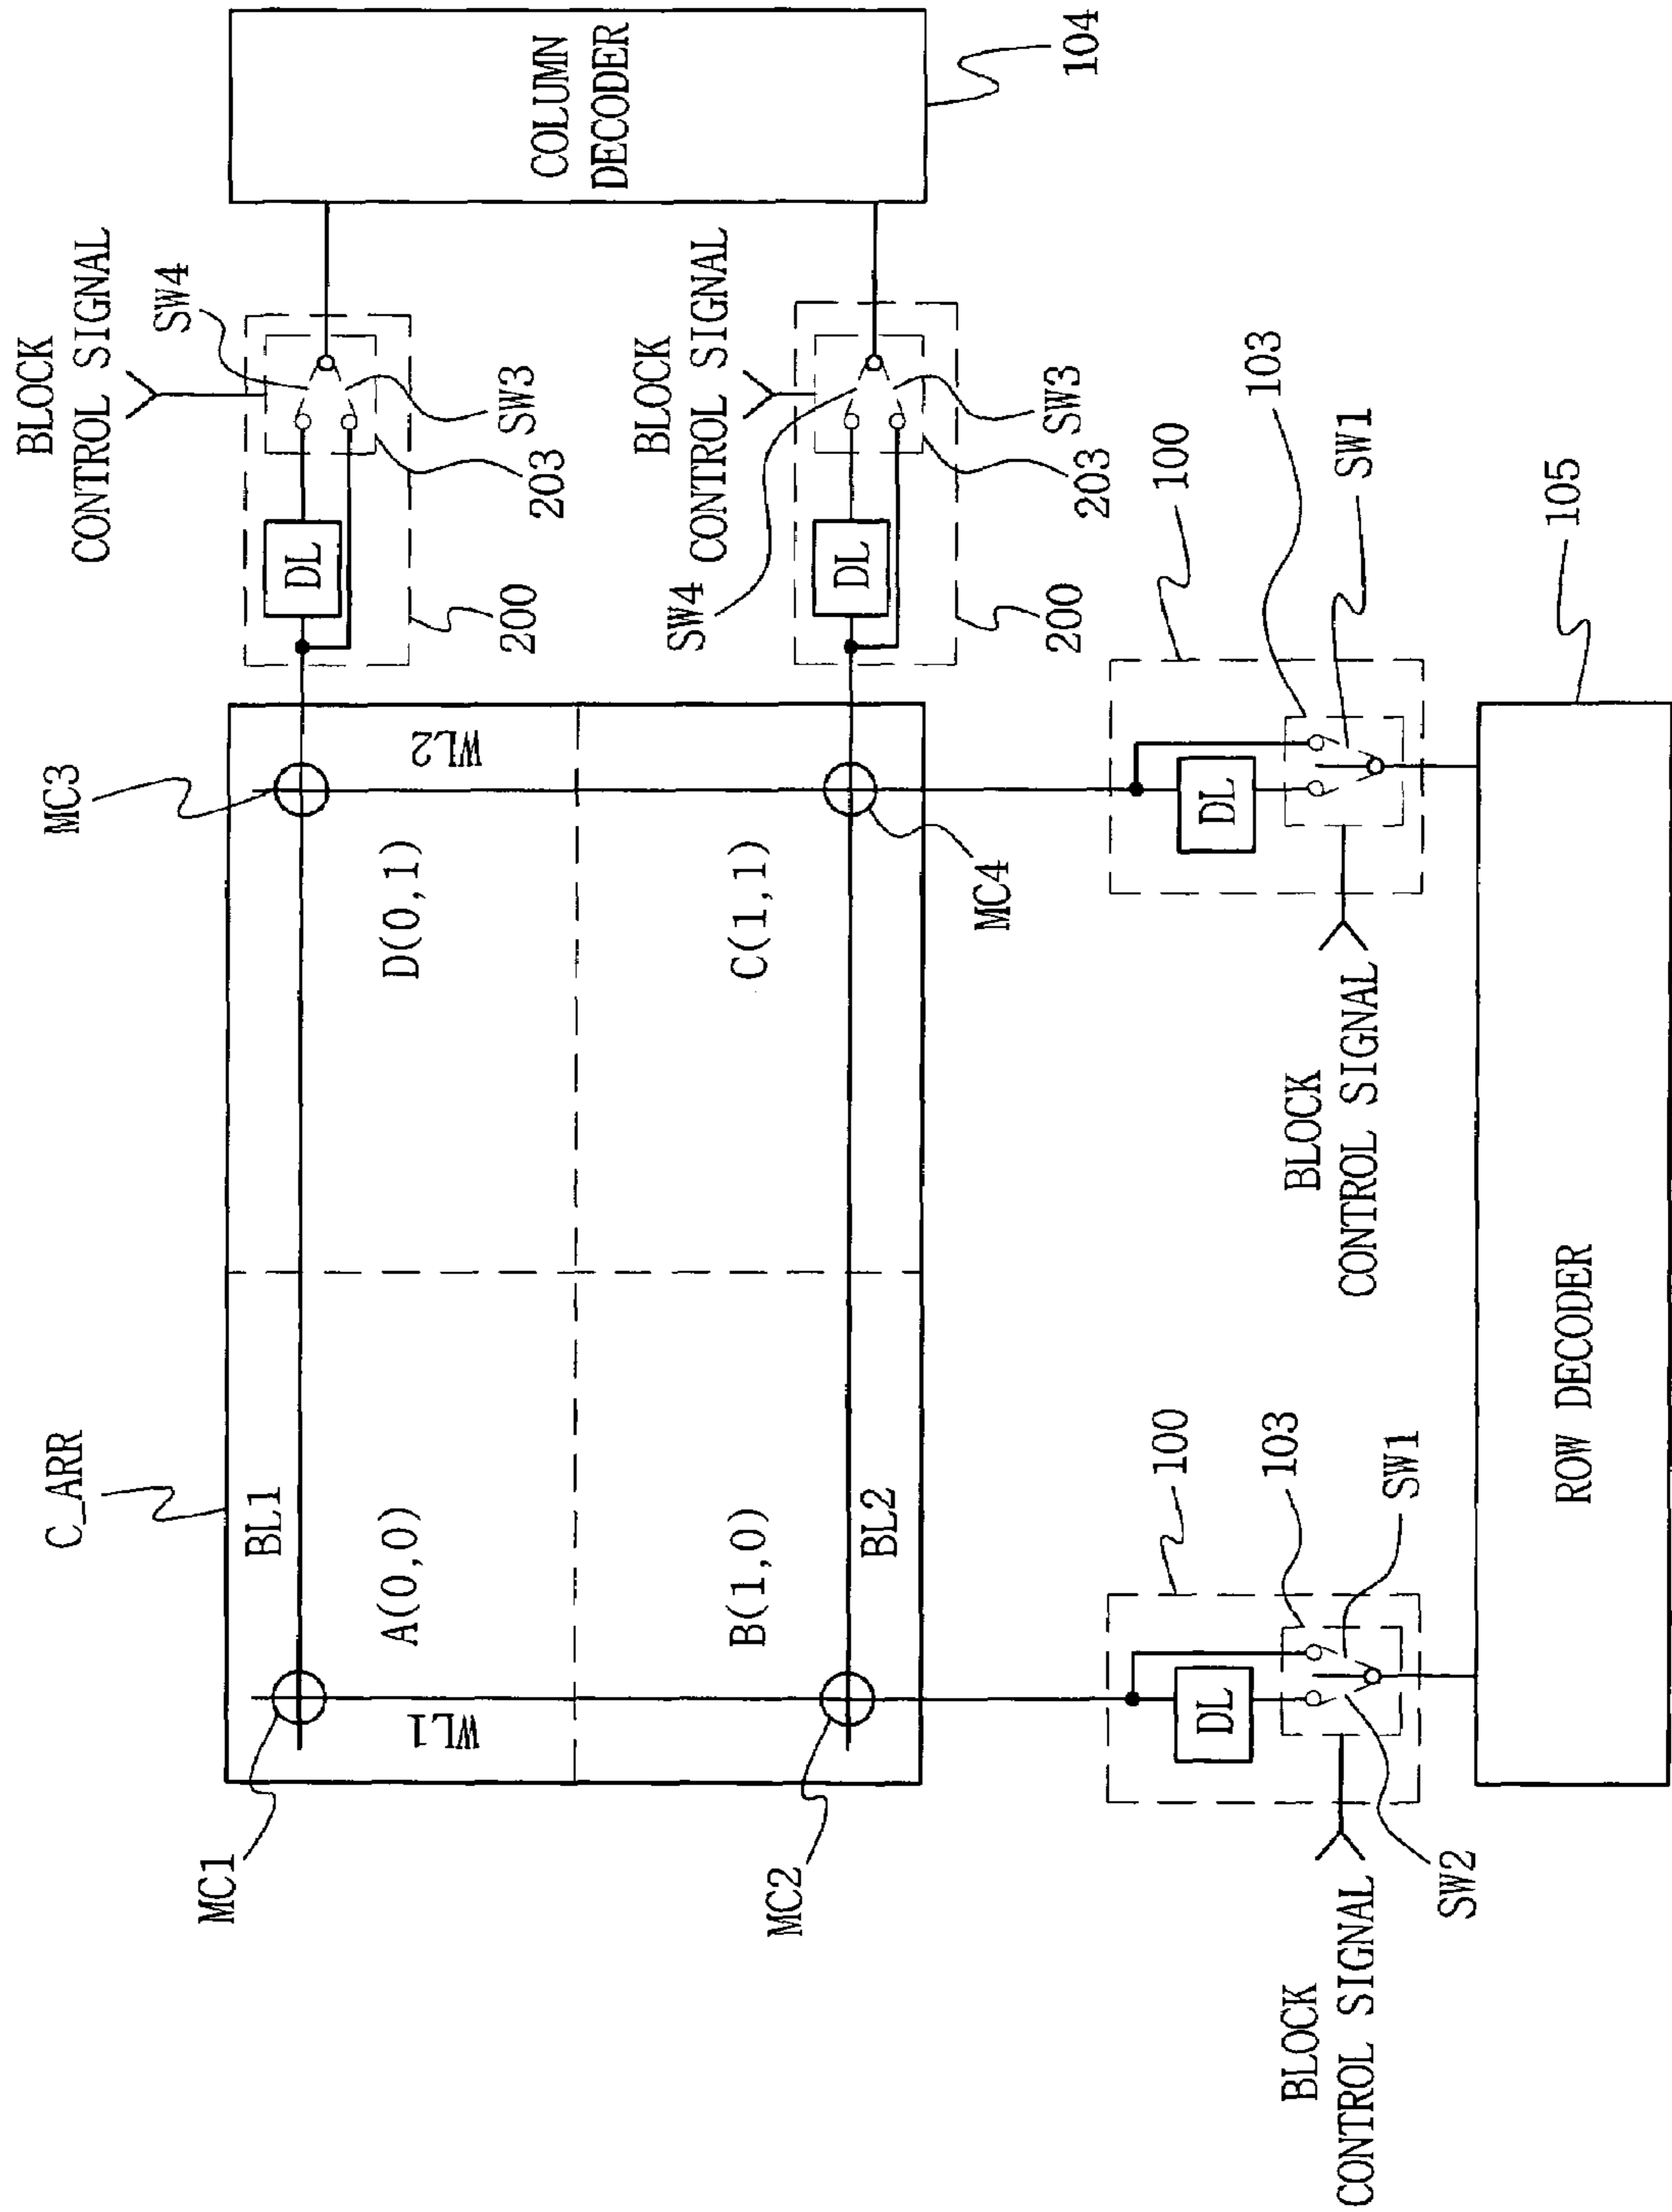 C_ARR
MC3
BLOCK
CONTROL SIGNAL
SW4
MC1
BL1
DL
WL1
A(0,0)
D(0,1)
WL2
203
SW3
200
COLUMN
DECODER
BLOCK
CONTROL SIGNAL
SW4
MC2
B(1,0)
C(1,1)
DL
BL2
MC4
203
SW3
200
104
100
100
DL
DL
103
103
BLOCK
CONTROL SIGNAL
BLOCK
CONTROL SIGNAL
SW1
SW1
SW2
105
ROW DECODER